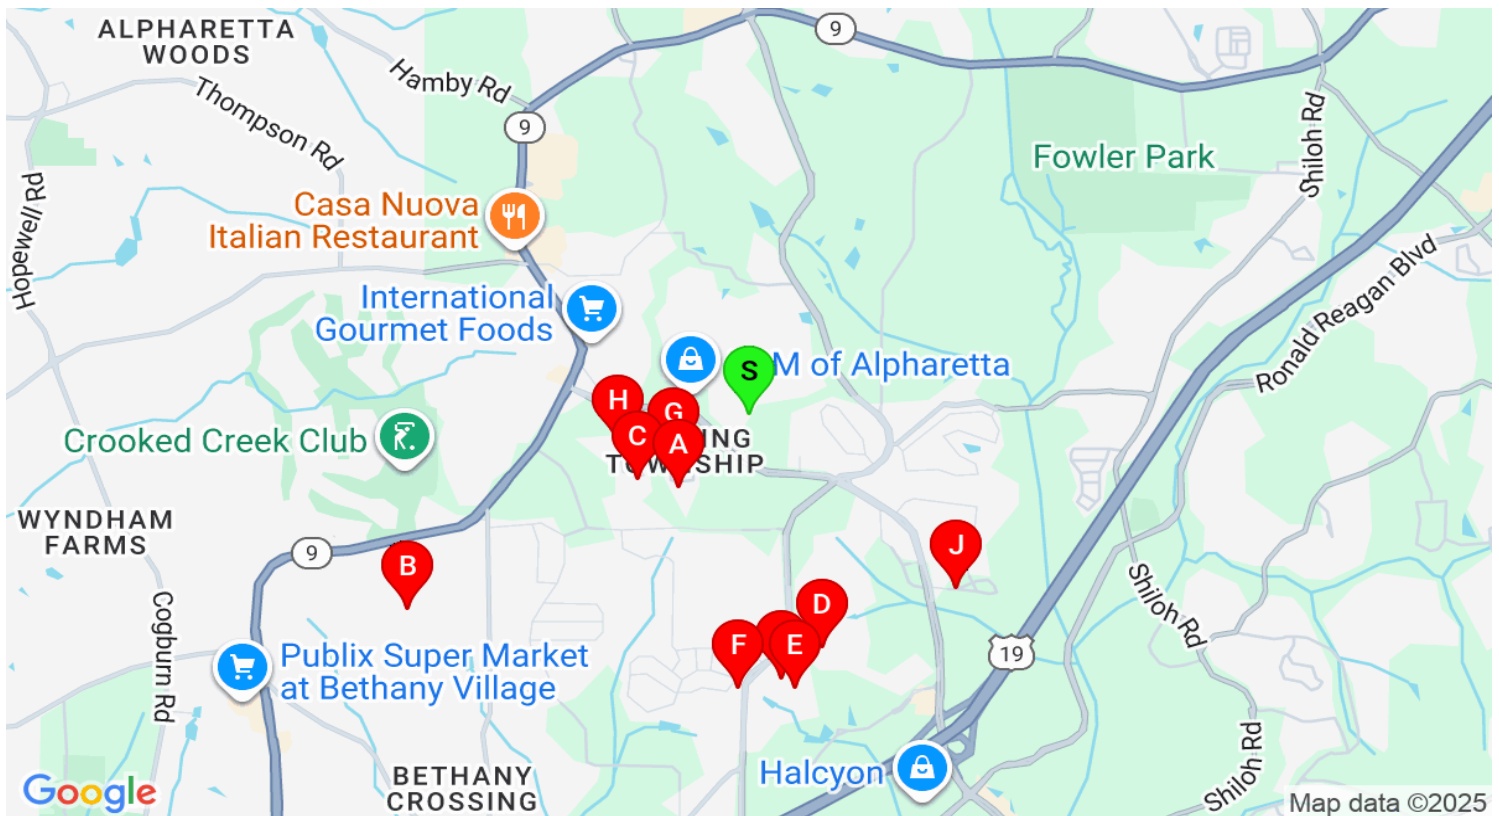 ALPHARETTA
WOODS
Hamby Rd
9
Thompson Rd
9
Shiloh Rd
Fowler Park
Hopewell Rd
Casa Nuova
Italian Restaurant
Ronald Reagan Blvd
International
Gourmet Foods
S
M of Alpharetta
H
G
C
A
ING
Crooked Creek Club
WYNDHAM
FARMS
9
B
J
Shiloh Rd
Cogburn Rd
D
F
E
19
Publix Super Market
at Bethany Village
Shiloh Rd
BETHANY
CROSSING
Halcyon
Google
Map data ©2025